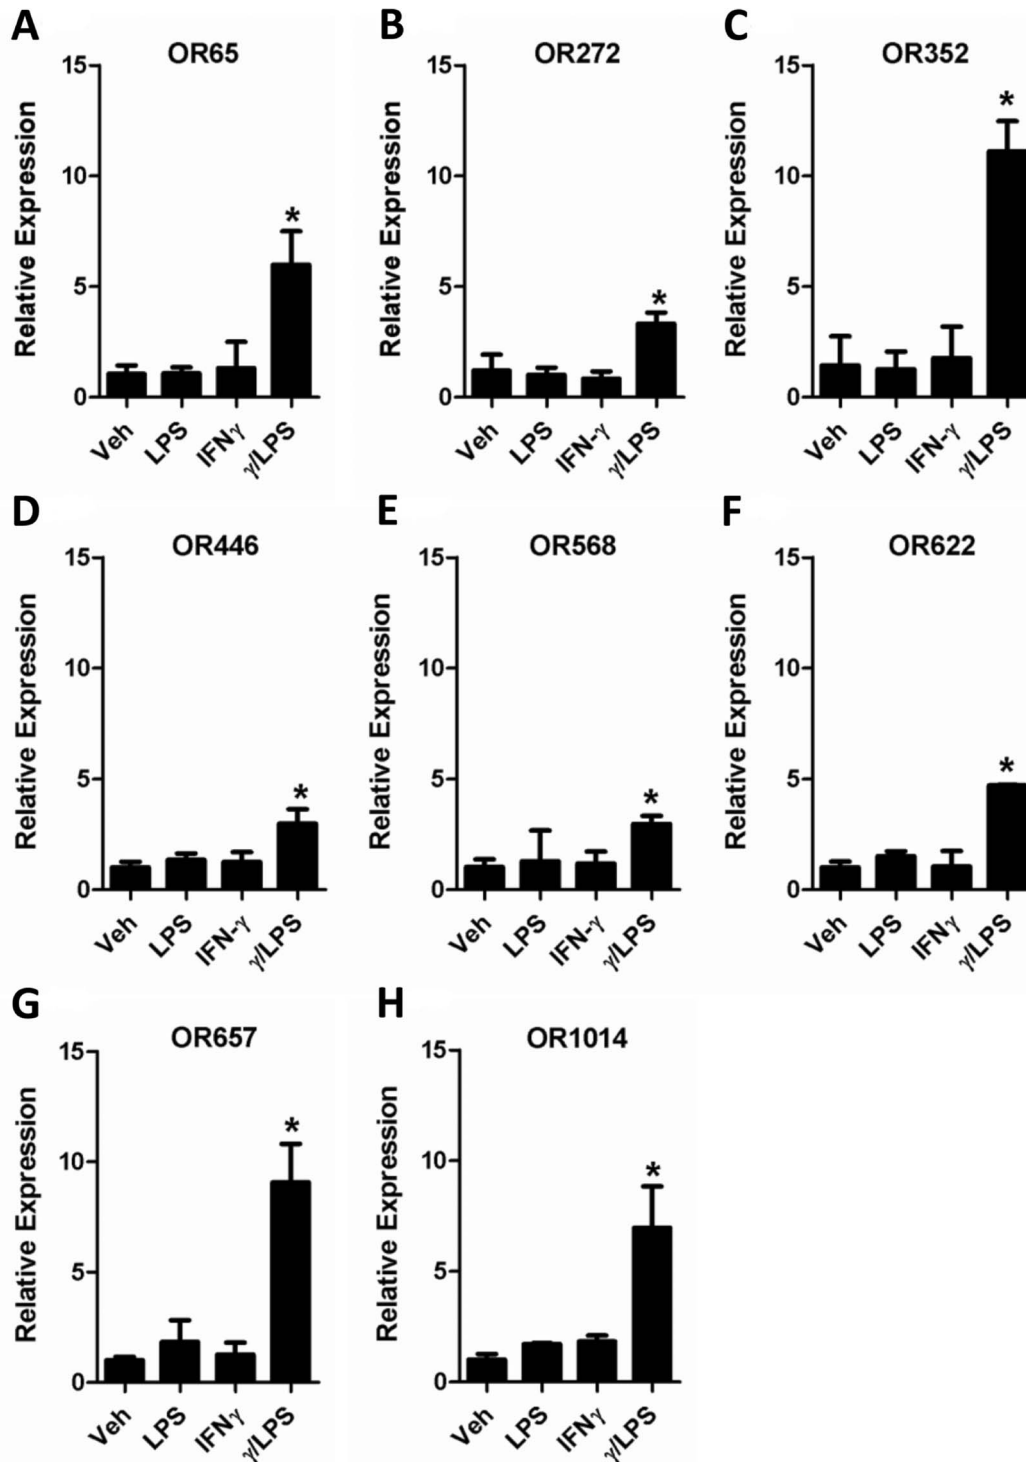 A
OR65
Relative Expression
15
10
5
0
Veh
LPS
IFNγ
γ/LPS
*
B
OR272
Relative Expression
15
10
5
0
Veh
LPS
IFN-γ
γ/LPS
*
C
OR352
Relative Expression
15
10
5
0
Veh
LPS
IFN-γ
γ/LPS
*
D
OR446
Relative Expression
15
10
5
0
Veh
LPS
IFN-γ
γ/LPS
*
E
OR568
Relative Expression
15
10
5
0
Veh
LPS
IFN-γ
γ/LPS
*
F
OR622
Relative Expression
15
10
5
0
Veh
LPS
IFNγ
γ/LPS
*
G
OR657
Relative Expression
15
10
5
0
Veh
LPS
IFNγ
γ/LPS
*
H
OR1014
Relative Expression
15
10
5
0
Veh
LPS
IFNγ
γ/LPS
*